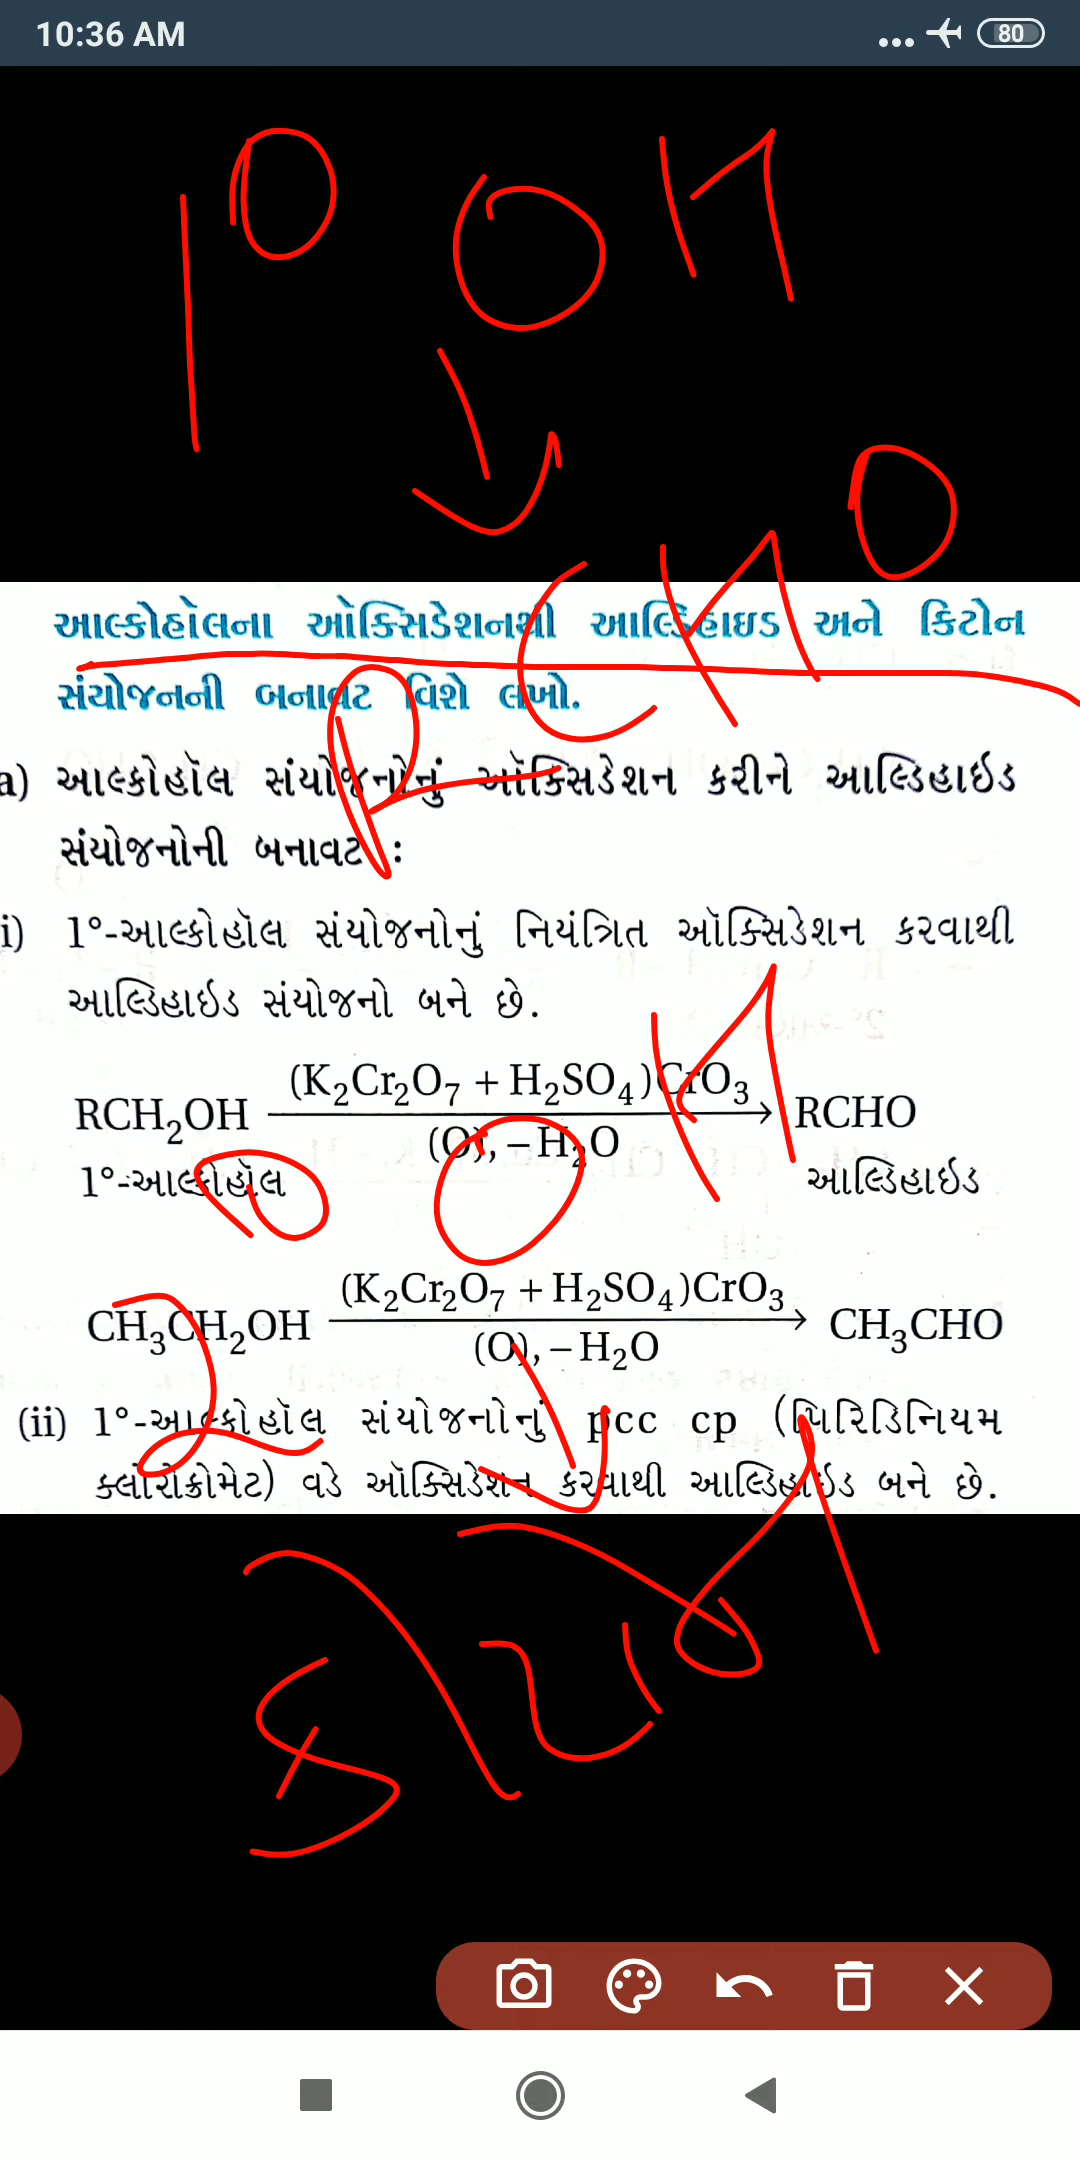 10:36 AM
80
1° OH
CHO
આલ્કોહૉલના ઑક્સિડેશનથી આલ્ડિહાઇડ અને કિટોન
સંયોજનની બનાવટ વિશે લખો.
a) આલ્કોહૉલ સંયોજનોનું ઑક્સિડેશન કરીને આલ્ડિહાઇડ
સંયોજનોની બનાવટ :
i) 1°-આલ્કોહૉલ સંયોજનોનું નિયંત્રિત ઑક્સિડેશન કરવાથી
આલ્ડિહાઇડ સંયોજનો બને છે.
RCH₂OH (K₂Cr₂O₇ + H₂SO₄)CrO₃ RCHO
(O), – H₂O
1°-આલ્કોહૉલ આલ્ડિહાઇડ
2° OH
CH₃CH₂OH (K₂Cr₂O₇ + H₂SO₄)CrO₃ CH₃CHO
(O), – H₂O
(ii) 1°-આલ્કોહૉલ સંયોજનોનું pcc cp (પિરિડિનિયમ
ક્લોરોક્રોમેટ) વડે ઑક્સિડેશન કરવાથી આલ્ડિહાઇડ બને છે.